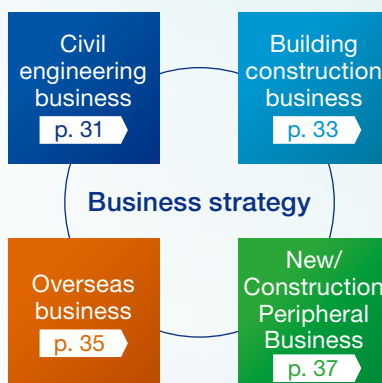 Civil
engineering
business
p. 31
Building
construction
business
p. 33
Business strategy
Overseas
business
p. 35
New/
Construction
Peripheral
Business
p. 37